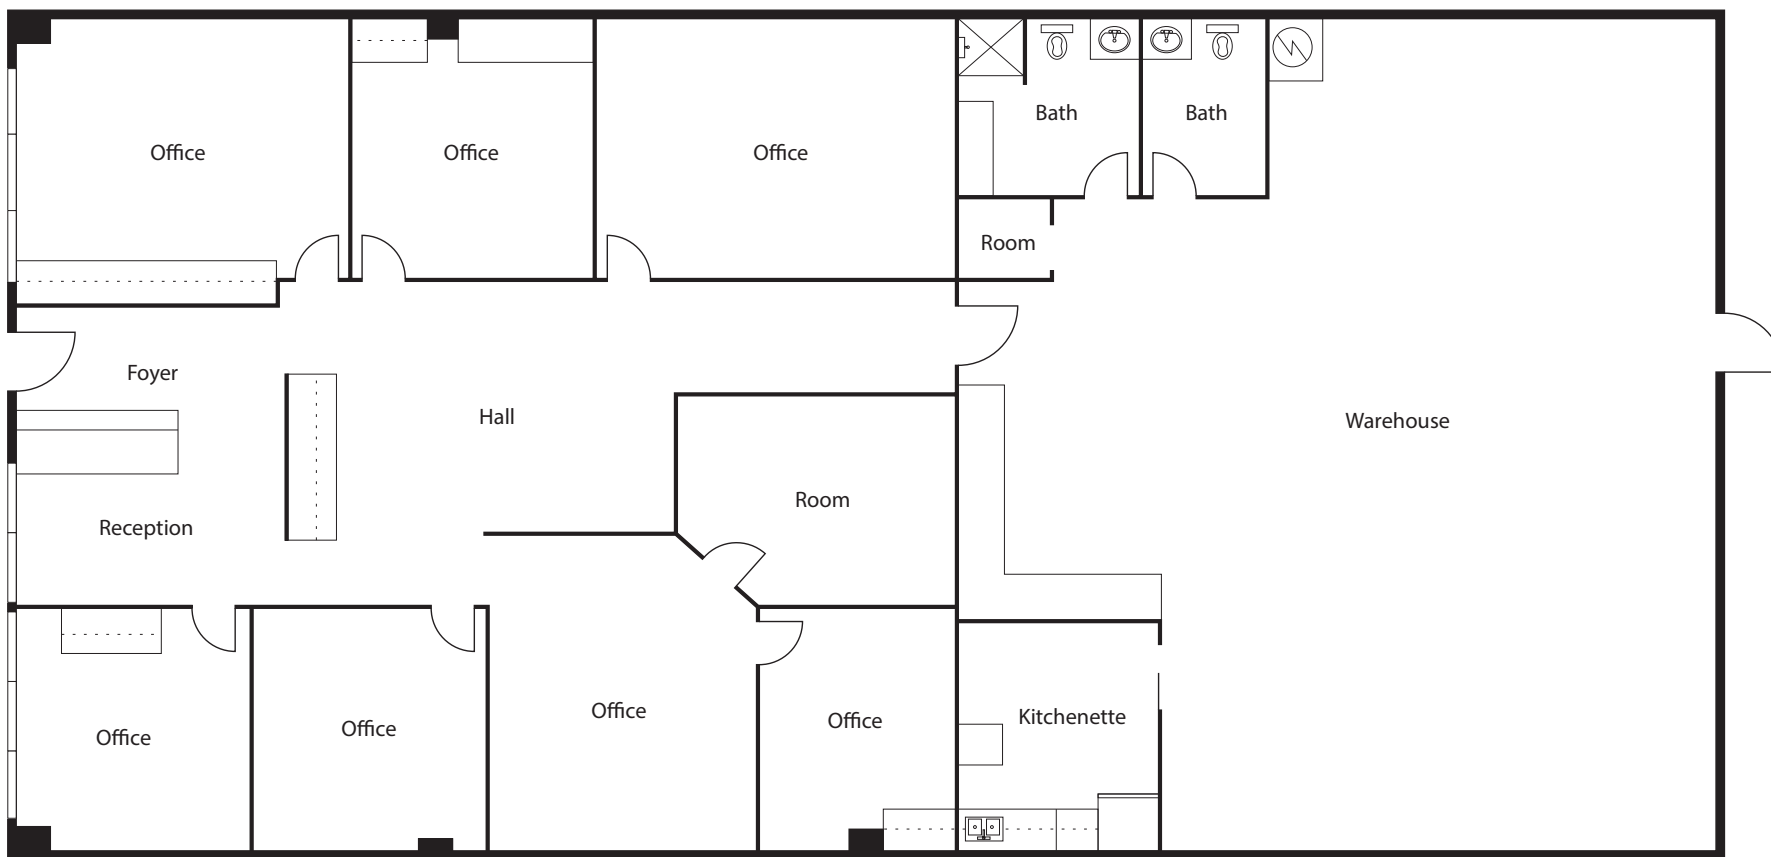 Office
Office
Office
Bath
Bath
Room
Foyer
Hall
Warehouse
Room
Reception
Office
Office
Office
Office
Kitchenette